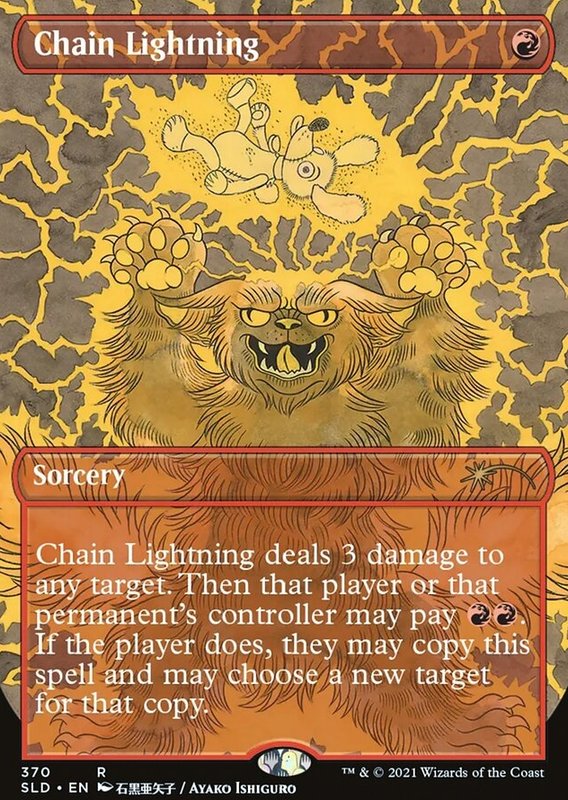 Chain Lightning
Sorcery
Chain Lightning deals 3 damage to
any target. Then that player or that
permanent's controller may pay .
If the player does, they may copy this
spell and may choose a new target
for that copy.
370 R
SLD • EN 石黒亜矢子 / Ayako Ishiguro
™ & © 2021 Wizards of the Coast